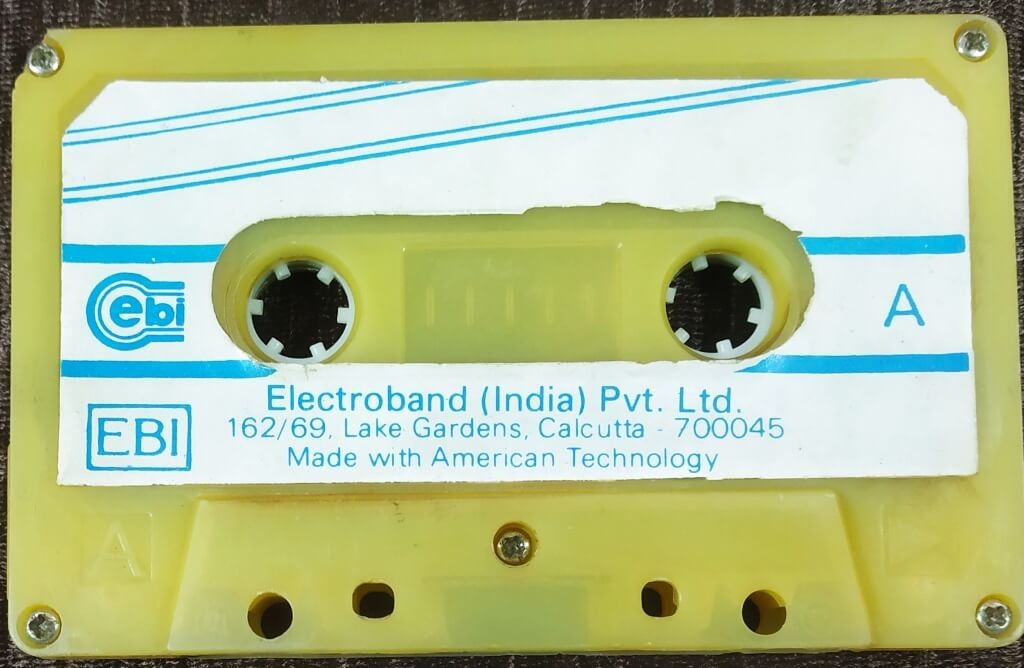 ebi
A
EBI
Electroband (India) Pvt. Ltd.
162/69, Lake Gardens, Calcutta - 700045
Made with American Technology
A